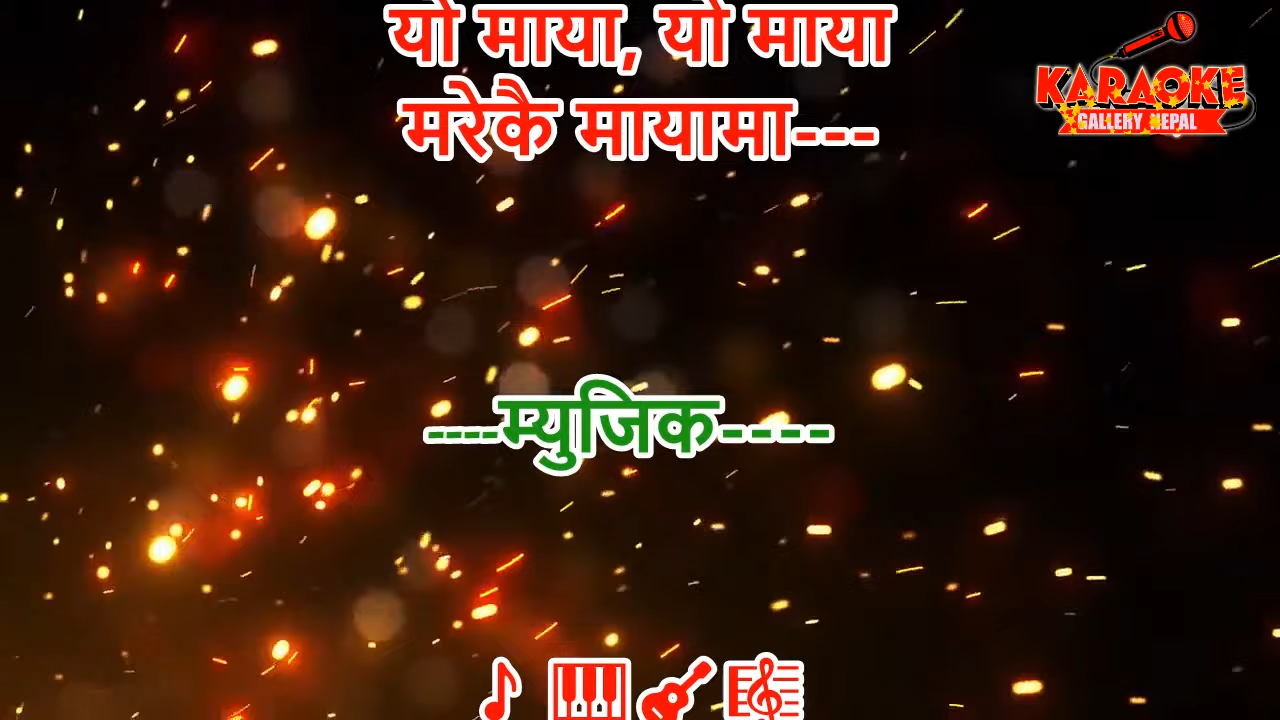 यो माया, यो माया
मरेकै मायामा---
KARAOKE
GALLERY NEPAL
----म्युजिक----